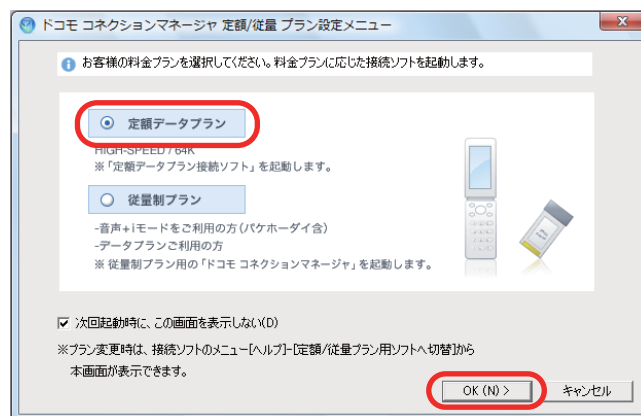 ドコモ コネクションマネージャ 定額/従量 プラン設定メニュー
お客様の料金プランを選択してください。料金プランに応じた接続ソフトを起動します。
定額データプラン
HIGH-SPEED / 64K
※「定額データプラン接続ソフト」を起動します。
従量制プラン
-音声+iモードをご利用の方(パケホーダイ含)
-データプランご利用の方
※ 従量制プラン用の「ドコモ コネクションマネージャ」を起動します。
次回起動時に、この画面を表示しない(D)
※プラン変更時は、接続ソフトのメニュー[ヘルプ]-[定額/従量プラン用ソフトへ切替]から
本画面が表示できます。
OK (N) > キャンセル